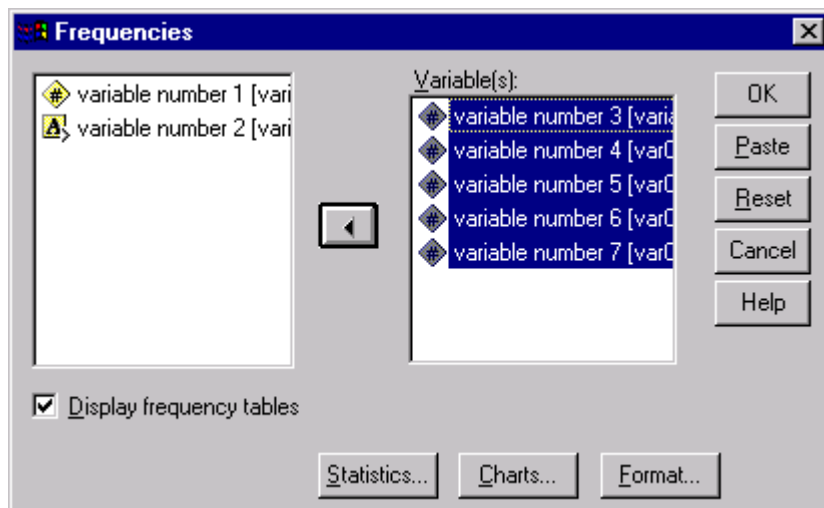 Frequencies
variable number 1 [vari
variable number 2 [vari
Variable(s):
variable number 3 [varia
variable number 4 [var0
variable number 5 [var0
variable number 6 [var0
variable number 7 [var0
OK
Paste
Reset
Cancel
Help
Display frequency tables
Statistics...
Charts...
Format...